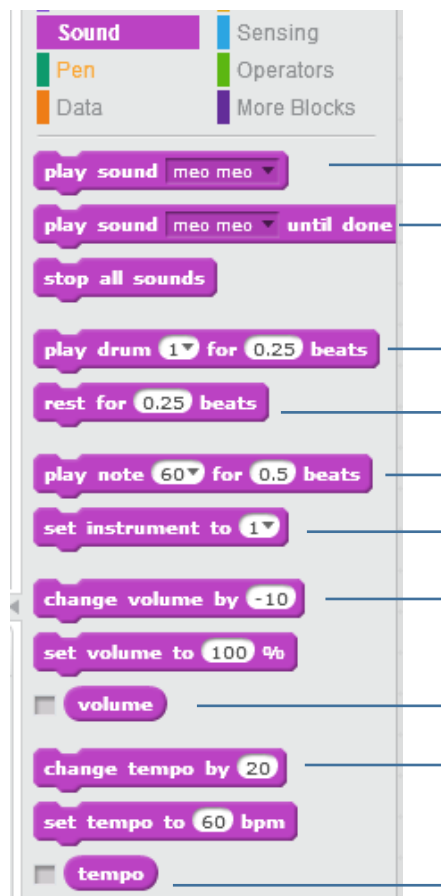 Sound Sensing
Pen Operators
Data More Blocks
play sound meo meo
play sound meo meo until done
stop all sounds
play drum 1 for 0.25 beats
rest for 0.25 beats
play note 60 for 0.5 beats
set instrument to 1
change volume by -10
set volume to 100 %
volume
change tempo by 20
set tempo to 60 bpm
tempo